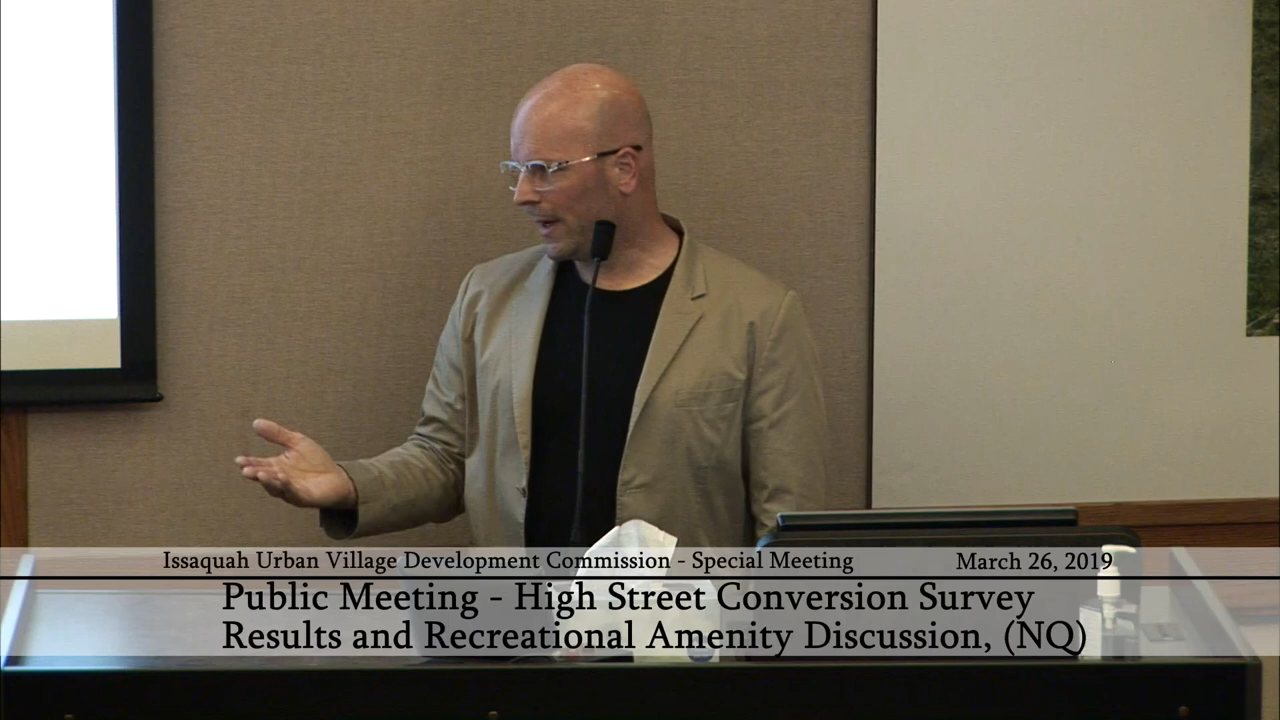 Issaquah Urban Village Development Commission - Special Meeting March 26, 2019
Public Meeting - High Street Conversion Survey
Results and Recreational Amenity Discussion, (NQ)